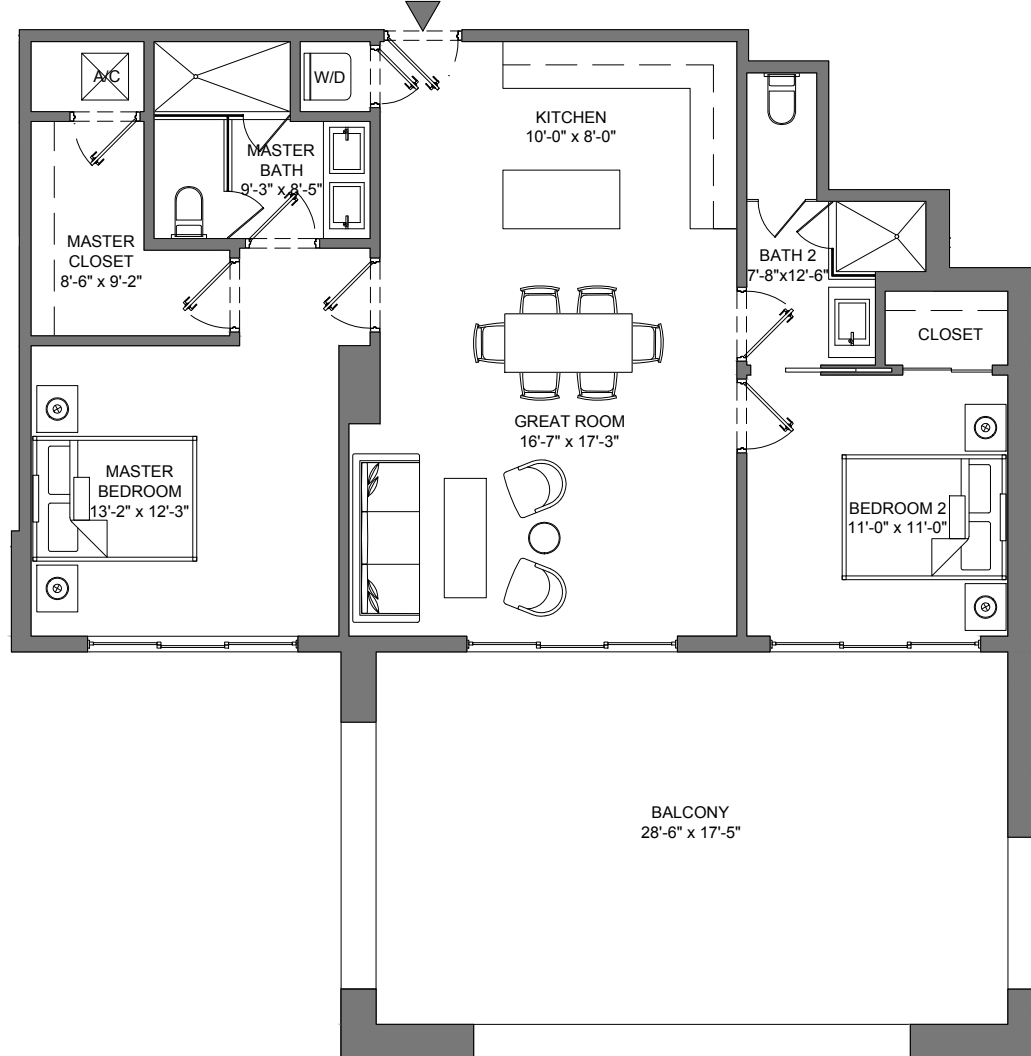 A/C
W/D
KITCHEN
10'-0" x 8'-0"
MASTER
BATH
9'-3" x 8'-5"
MASTER
CLOSET
8'-6" x 9'-2"
BATH 2
7'-8"x12'-6"
CLOSET
GREAT ROOM
16'-7" x 17'-3"
MASTER
BEDROOM
13'-2" x 12'-3"
BEDROOM 2
11'-0" x 11'-0"
BALCONY
28'-6" x 17'-5"